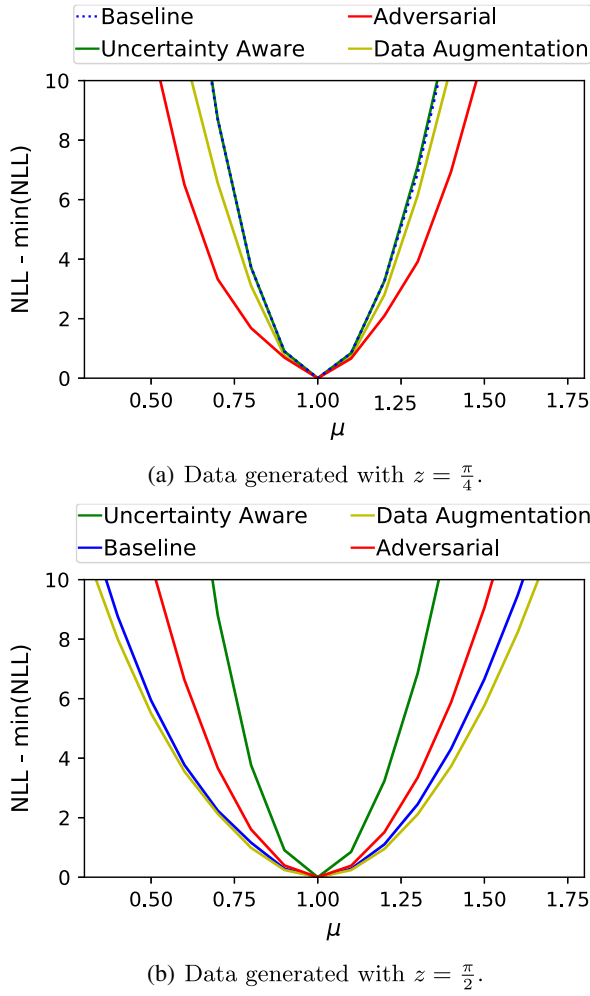 Baseline Adversarial
Uncertainty Aware Data Augmentation
10
8
6
4
2
0
NLL - min(NLL)
0.50 0.75 1.00 1.25 1.50 1.75
μ
(a) Data generated with z = π/4.
Uncertainty Aware Data Augmentation
Baseline Adversarial
10
8
6
4
2
0
NLL - min(NLL)
0.50 0.75 1.00 1.25 1.50 1.75
μ
(b) Data generated with z = π/2.